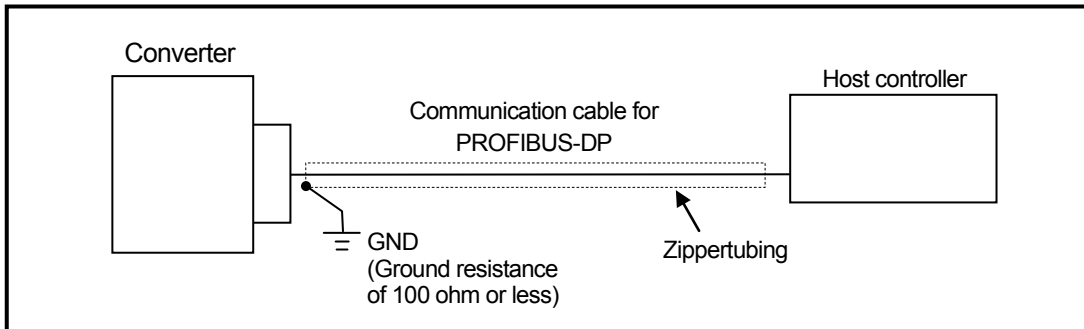 Converter
Host controller
Communication cable for
PROFIBUS-DP
GND
(Ground resistance
of 100 ohm or less)
Zippertubing